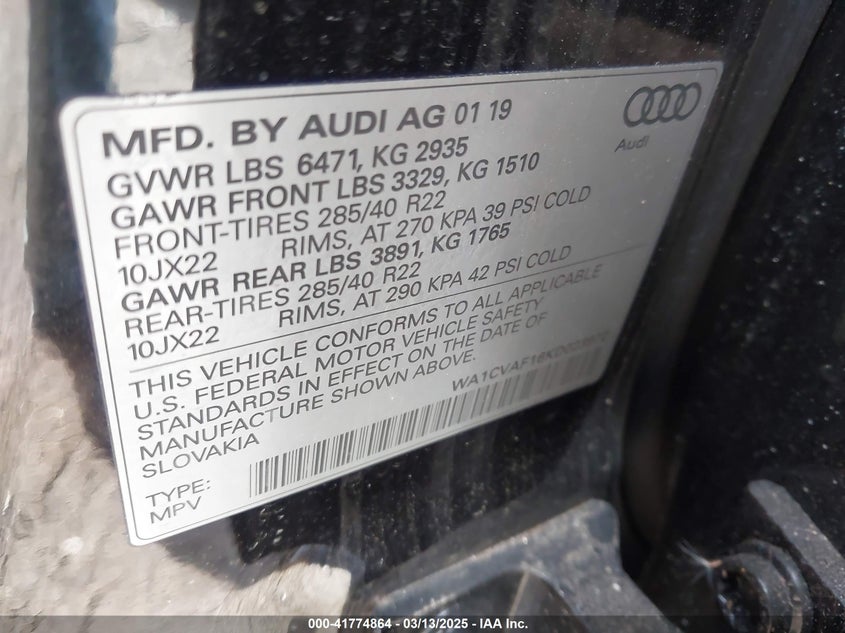 MFD. BY AUDI AG 01 19
Audi
GVWR LBS 6471, KG 2935
GAWR FRONT LBS 3329, KG 1510
FRONT-TIRES 285/40 R22
10JX22 RIMS, AT 270 KPA 39 PSI COLD
GAWR REAR LBS 3891, KG 1765
REAR-TIRES 285/40 R22
10JX22 RIMS, AT 290 KPA 42 PSI COLD
THIS VEHICLE CONFORMS TO ALL APPLICABLE
U.S. FEDERAL MOTOR VEHICLE SAFETY
STANDARDS IN EFFECT ON THE DATE OF
MANUFACTURE SHOWN ABOVE.
SLOVAKIA
TYPE:
MPV
000-41774864 - 03/13/2025 - IAA Inc.